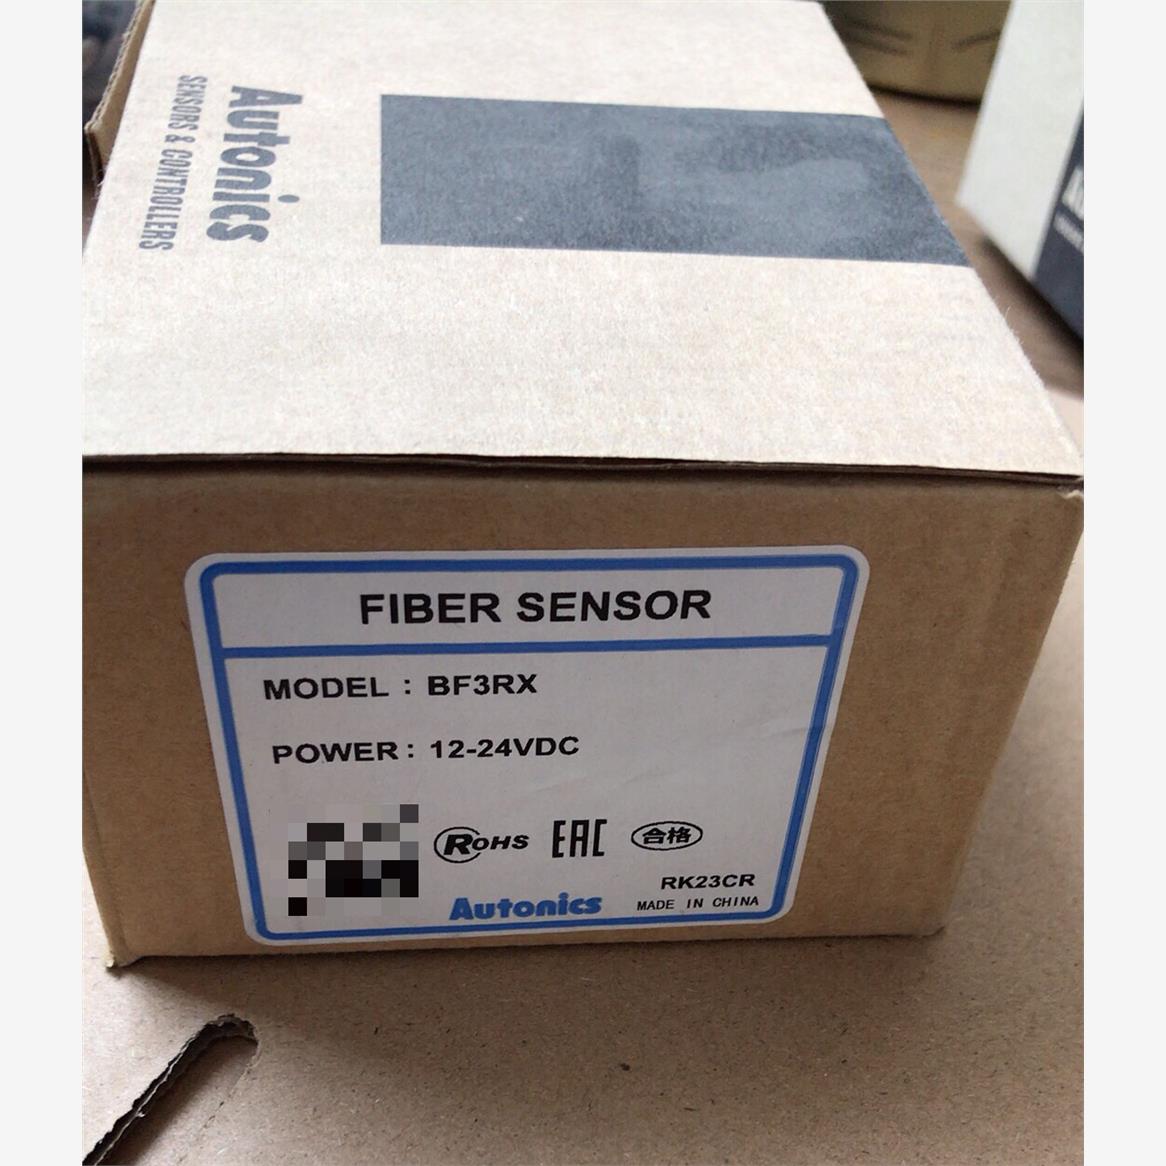 Autonics
SENSORS & CONTROLLERS
FIBER SENSOR
MODEL : BF3RX
POWER : 12-24VDC
ROHS EAC 合格
RK23CR
Autonics MADE IN CHINA